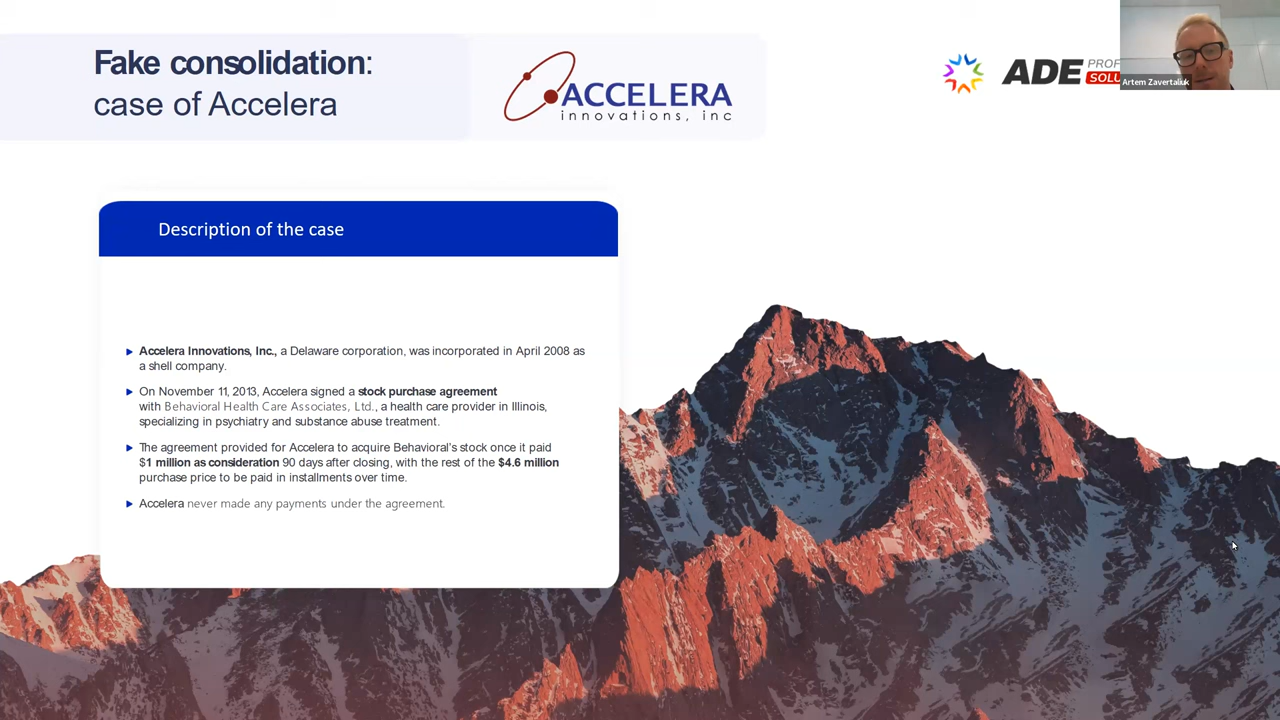 Fake consolidation:
case of Accelera
ACCELERA
innovations, inc
ADE PROF
SOLU
Artem Zavertaliuk
Description of the case
Accelera Innovations, Inc., a Delaware corporation, was incorporated in April 2008 as
a shell company.
On November 11, 2013, Accelera signed a stock purchase agreement
with Behavioral Health Care Associates, Ltd., a health care provider in Illinois,
specializing in psychiatry and substance abuse treatment.
The agreement provided for Accelera to acquire Behavioral's stock once it paid
$1 million as consideration 90 days after closing, with the rest of the $4.6 million
purchase price to be paid in installments over time.
Accelera never made any payments under the agreement.